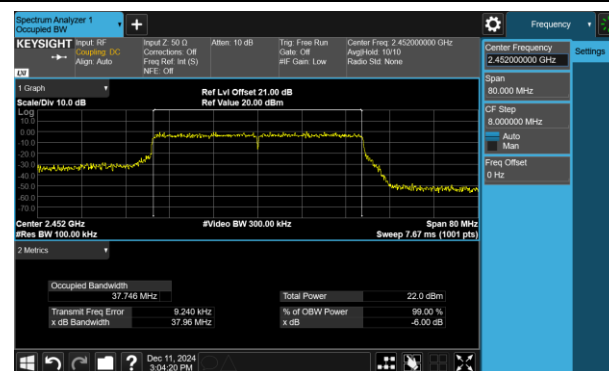 Spectrum Analyzer 1
Occupied BW
Frequency
KEYSIGHT
Input: RF
Coupling: DC
Align: Auto
Input Z: 50 Ω
Corrections: Off
Freq Ref: Int (S)
NFE: Off
Atten: 10 dB
Trig: Free Run
Gate: Off
#IF Gain: Low
Center Freq: 2.452000000 GHz
Avg|Hold: 10/10
Radio Std: None
LXI
1 Graph
Scale/Div 10.0 dB
Ref Lvl Offset 21.00 dB
Ref Value 20.00 dBm
Log
10.0
0.00
-10.0
-20.0
-30.0
-40.0
-50.0
-60.0
-70.0
Center 2.452 GHz
#Video BW 300.00 kHz
Span 80 MHz
#Res BW 100.00 kHz
Sweep 7.67 ms (1001 pts)
2 Metrics
Occupied Bandwidth
37.746 MHz
Total Power
22.0 dBm
Transmit Freq Error
9.240 kHz
% of OBW Power
99.00 %
x dB Bandwidth
37.96 MHz
x dB
-6.00 dB
Dec 11, 2024
3:04:20 PM
Center Frequency
2.452000000 GHz
Settings
Span
80.000 MHz
CF Step
8.000000 MHz
Auto
Man
Freq Offset
0 Hz